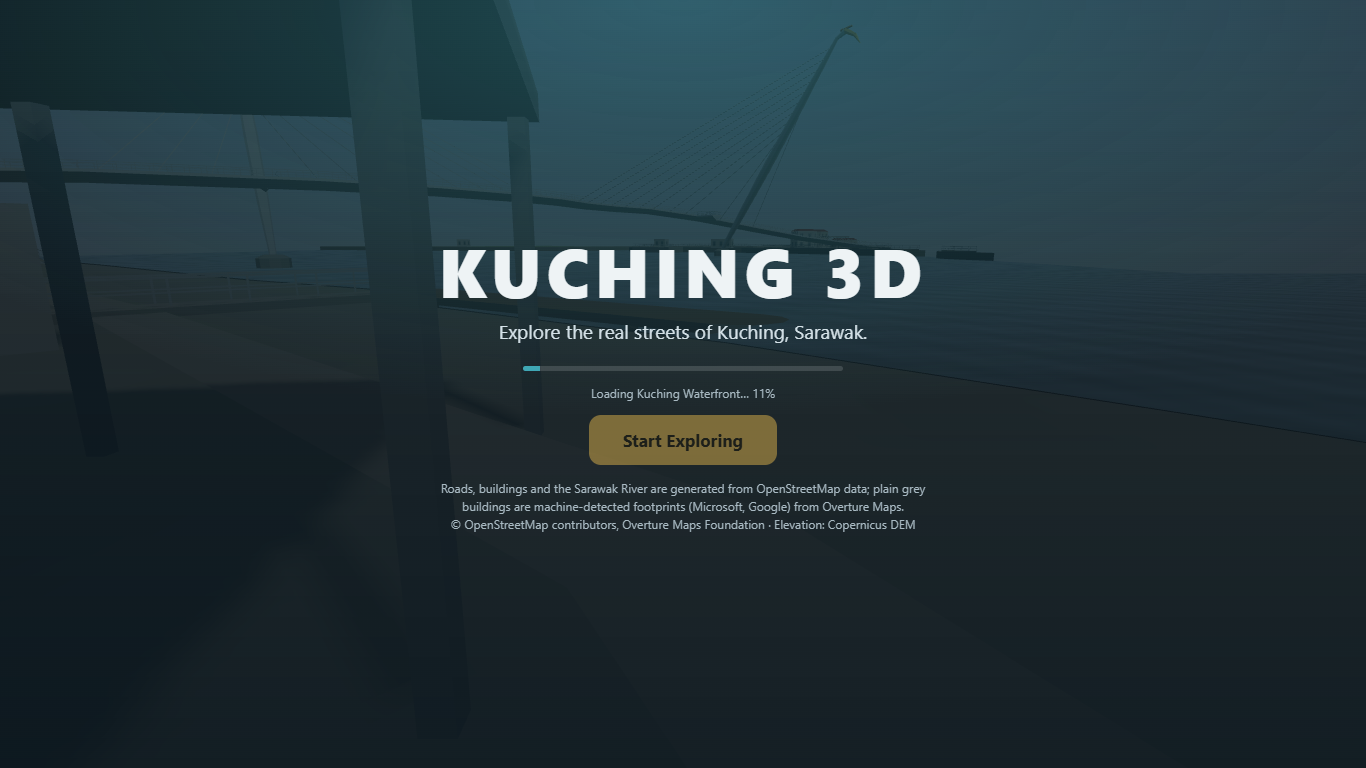 KUCHING 3D
Explore the real streets of Kuching, Sarawak.
Loading Kuching Waterfront... 11%
Start Exploring
Roads, buildings and the Sarawak River are generated from OpenStreetMap data; plain grey
buildings are machine-detected footprints (Microsoft, Google) from Overture Maps.
© OpenStreetMap contributors, Overture Maps Foundation · Elevation: Copernicus DEM